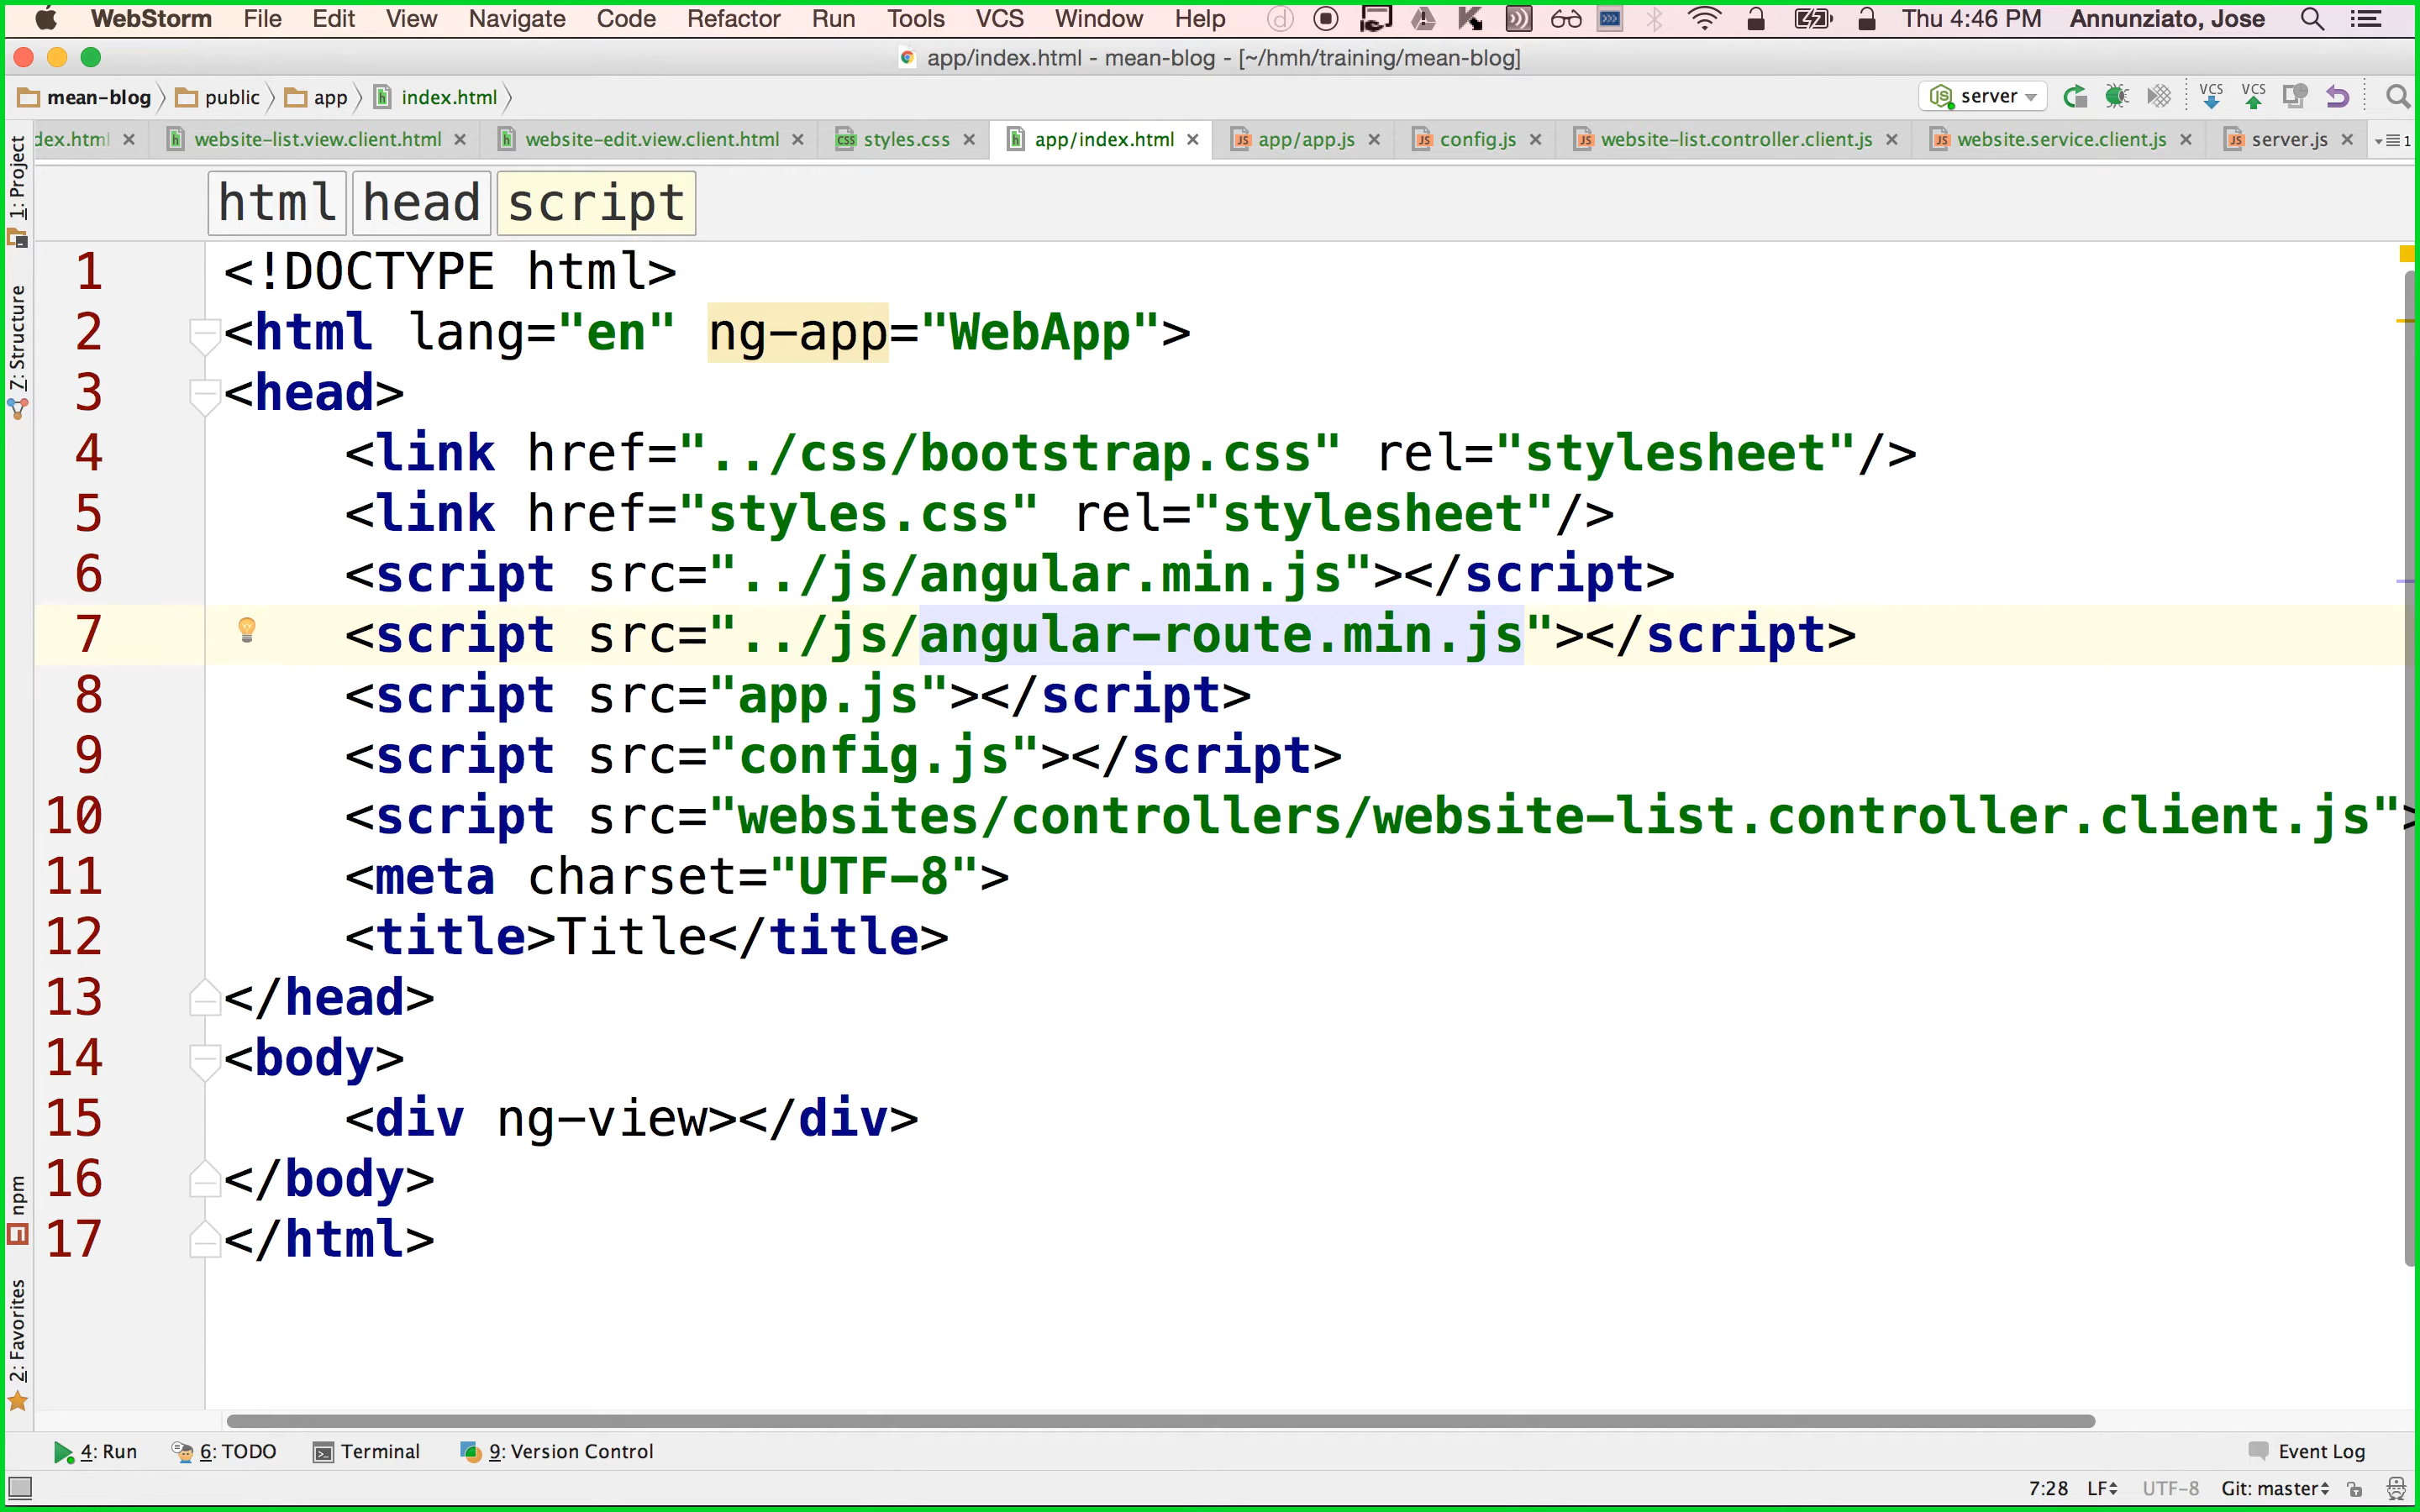 WebStorm File Edit View Navigate Code Refactor Run Tools VCS Window Help Thu 4:46 PM Annunziato, Jose
app/index.html - mean-blog - [~/hmh/training/mean-blog]
mean-blog public app index.html server VCS VCS
dex.html website-list.view.client.html website-edit.view.client.html styles.css app/index.html app/app.js config.js website-list.controller.client.js website.service.client.js server.js 1
1: Project
7: Structure
npm
2: Favorites
html head script
1 <!DOCTYPE html>
2 <html lang="en" ng-app="WebApp">
3 <head>
4 <link href="../css/bootstrap.css" rel="stylesheet"/>
5 <link href="styles.css" rel="stylesheet"/>
6 <script src="../js/angular.min.js"></script>
7 <script src="../js/angular-route.min.js"></script>
8 <script src="app.js"></script>
9 <script src="config.js"></script>
10 <script src="websites/controllers/website-list.controller.client.js">
11 <meta charset="UTF-8">
12 <title>Title</title>
13 </head>
14 <body>
15 <div ng-view></div>
16 </body>
17 </html>
4: Run 6: TODO Terminal 9: Version Control Event Log
7:28 LF UTF-8 Git: master